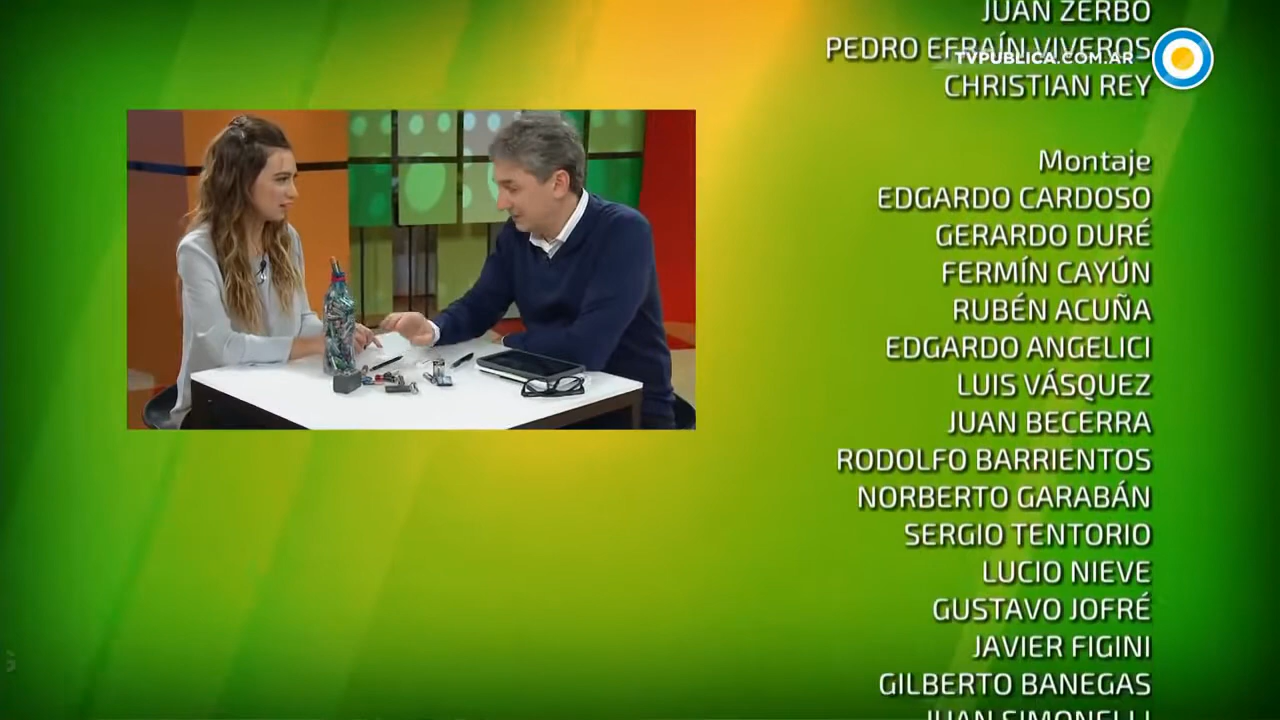 JUAN ZERBO
PEDRO EFRAÍN VIVEROS
TVPUBLICA.COM.AR
CHRISTIAN REY
Montaje
EDGARDO CARDOSO
GERARDO DURÉ
FERMÍN CAYÚN
RUBÉN ACUÑA
EDGARDO ANGELICI
LUIS VÁSQUEZ
JUAN BECERRA
RODOLFO BARRIENTOS
NORBERTO GARABÁN
SERGIO TENTORIO
LUCIO NIEVE
GUSTAVO JOFRÉ
JAVIER FIGINI
GILBERTO BANEGAS
JUAN SIMONELLI